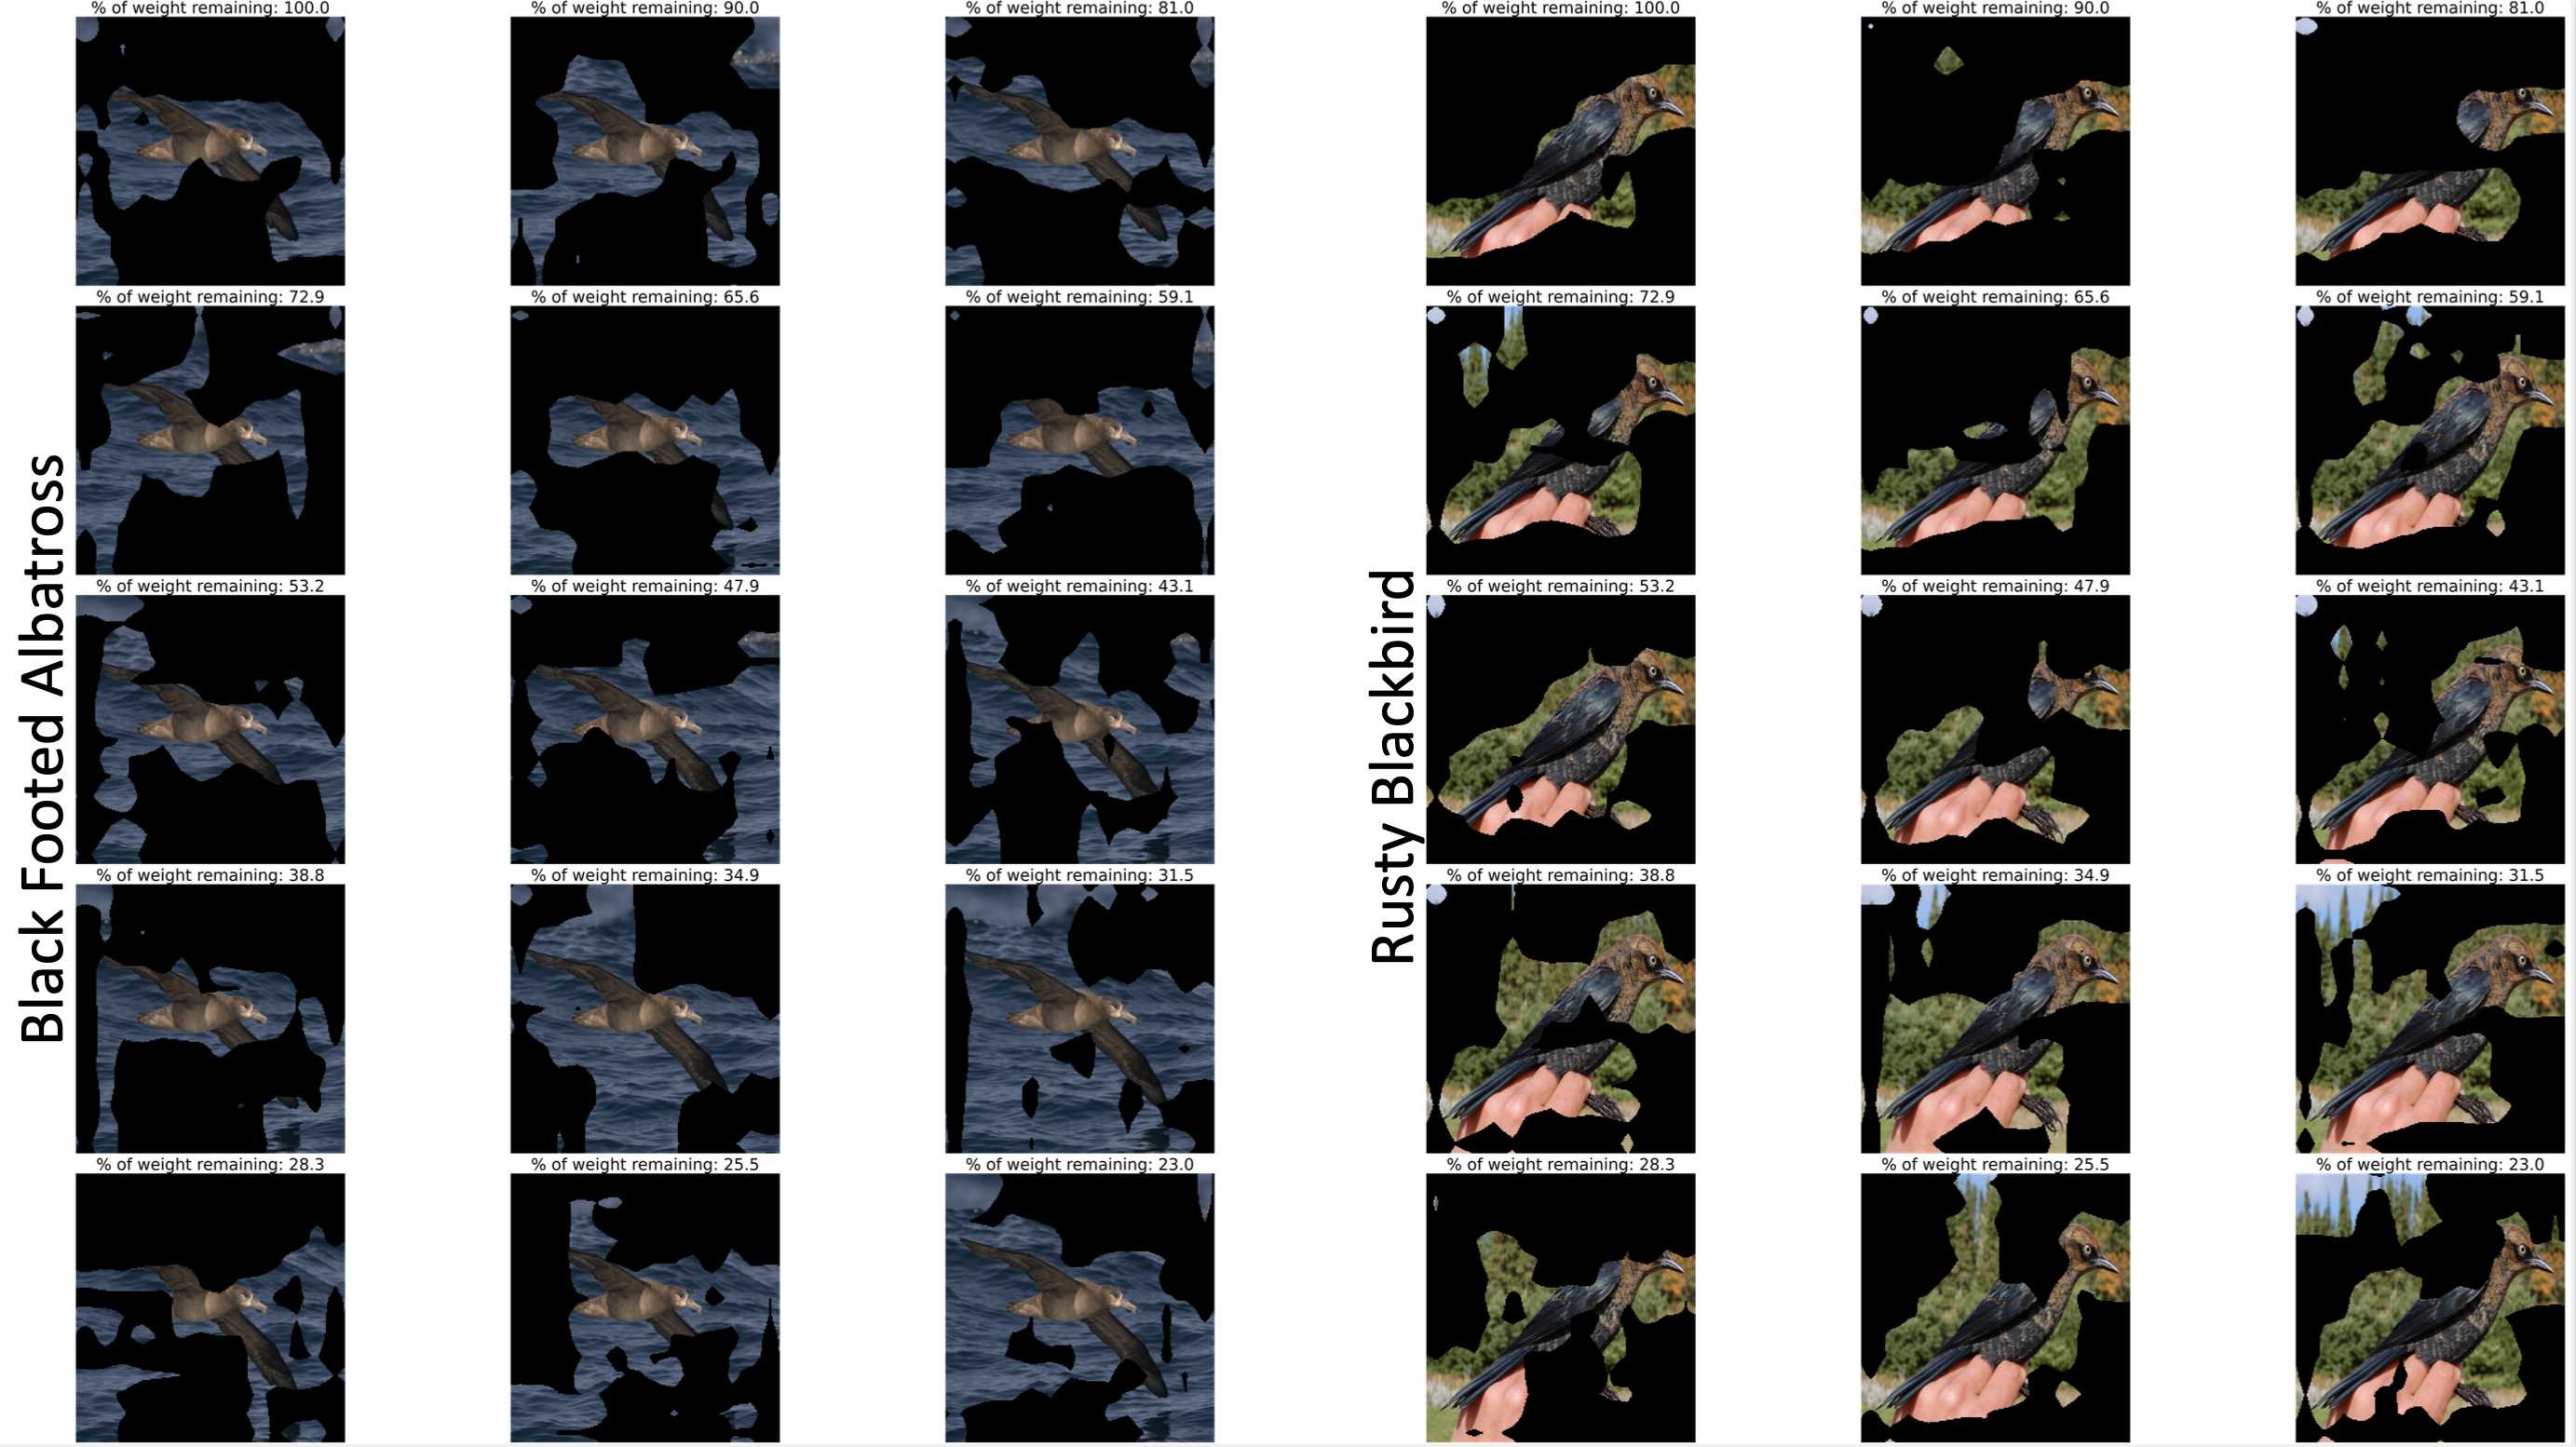 % of weight remaining: 100.0
% of weight remaining: 90.0
% of weight remaining: 81.0
% of weight remaining: 72.9
% of weight remaining: 65.6
% of weight remaining: 59.1
% of weight remaining: 53.2
% of weight remaining: 47.9
% of weight remaining: 43.1
% of weight remaining: 38.8
% of weight remaining: 34.9
% of weight remaining: 31.5
% of weight remaining: 28.3
% of weight remaining: 25.5
% of weight remaining: 23.0
Black Footed Albatross
% of weight remaining: 100.0
% of weight remaining: 90.0
% of weight remaining: 81.0
% of weight remaining: 72.9
% of weight remaining: 65.6
% of weight remaining: 59.1
% of weight remaining: 53.2
% of weight remaining: 47.9
% of weight remaining: 43.1
% of weight remaining: 38.8
% of weight remaining: 34.9
% of weight remaining: 31.5
% of weight remaining: 28.3
% of weight remaining: 25.5
% of weight remaining: 23.0
Rusty Blackbird